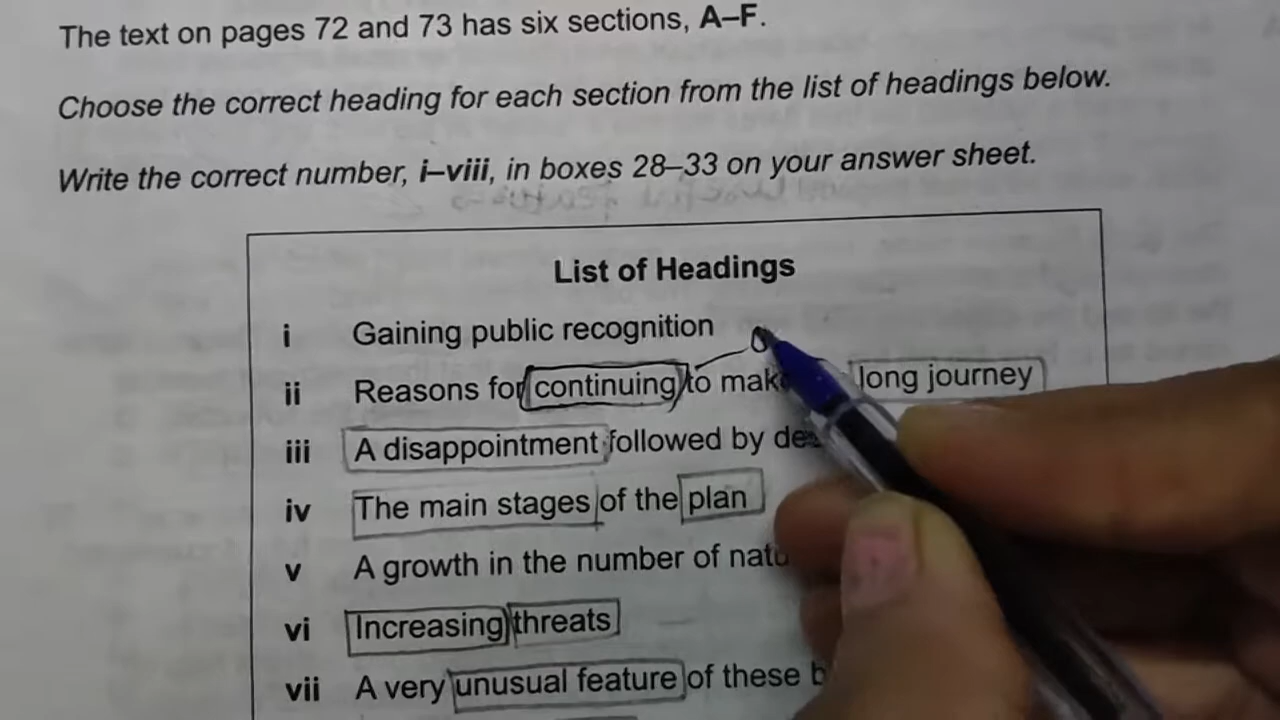 The text on pages 72 and 73 has six sections, A–F.
Choose the correct heading for each section from the list of headings below.
Write the correct number, i–viii, in boxes 28–33 on your answer sheet.
List of Headings
i Gaining public recognition
ii Reasons for continuing to make long journey
iii A disappointment followed by
iv The main stages of the plan
v A growth in the number of
vi Increasing threats
vii A very unusual feature of these